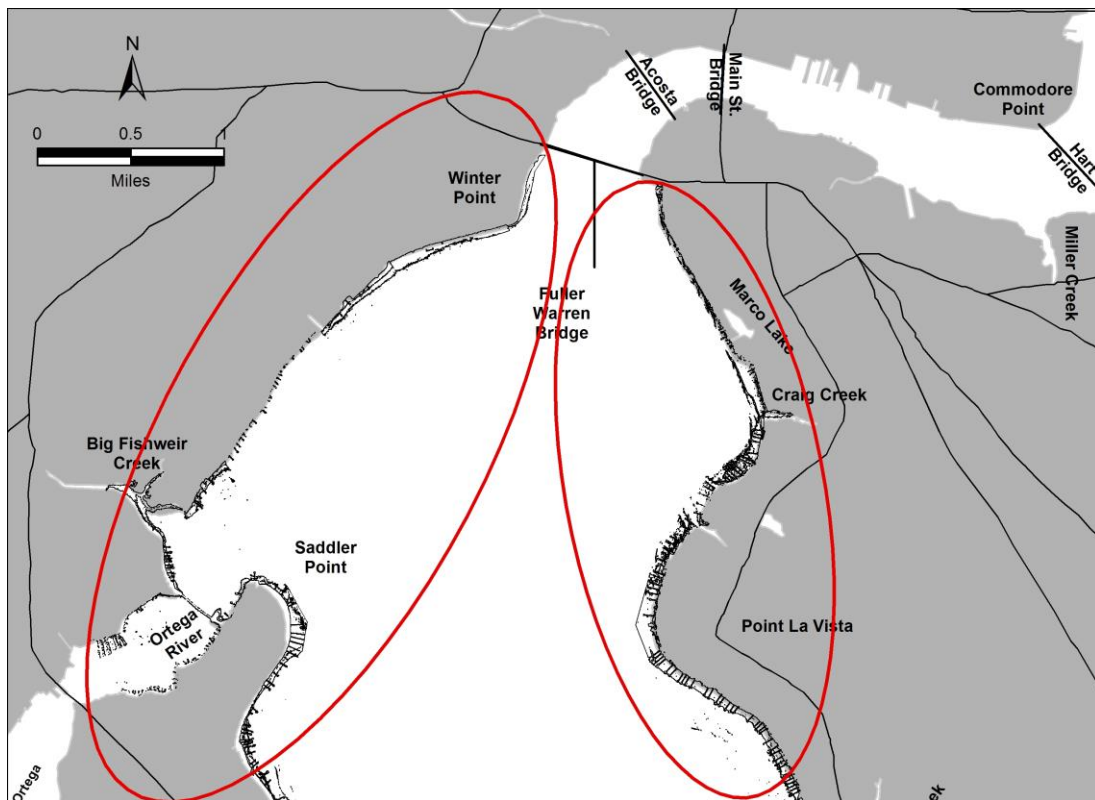 N
0 0.5 1
Miles
Acosta
Bridge
Main St.
Bridge
Commodore
Point
Hart
Bridge
Winter
Point
Miller Creek
Fuller
Warren
Bridge
Marco Lake
Craig Creek
Big Fishweir
Creek
Saddler
Point
Ortega
River
Point La Vista
Ortega
ek